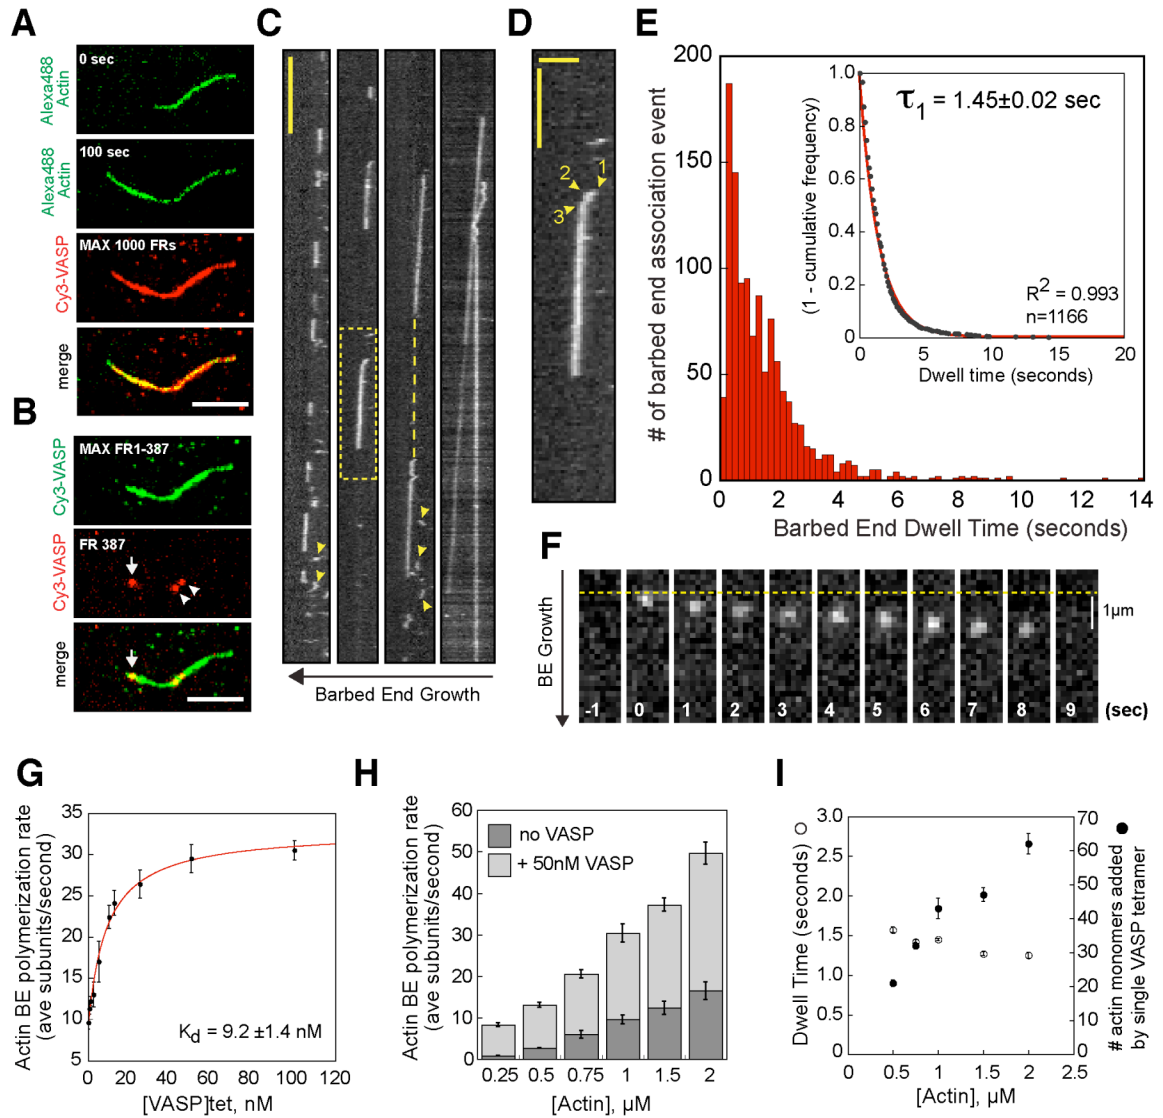 A
Alexa488
Actin
0 sec
Alexa488
Actin
100 sec
Cy3-VASP
MAX 1000 FRs
merge
B
Cy3-VASP
MAX FR1-387
Cy3-VASP
FR 387
merge
C
Barbed End Growth
D
1
2
3
E
# of barbed end association event
200
150
100
50
0
0 2 4 6 8 10 12 14
Barbed End Dwell Time (seconds)
(1 - cumulative frequency)
1.0
0.8
0.6
0.4
0.2
0
τ1 = 1.45±0.02 sec
R2 = 0.993
n=1166
0 5 10 15 20
Dwell time (seconds)
F
BE Growth
1µm
-1 0 1 2 3 4 5 6 7 8 9 (sec)
G
Actin BE polymerization rate
(ave subunits/second)
35
30
25
20
15
10
5
Kd = 9.2 ±1.4 nM
0 20 40 60 80 100 120
[VASP]tet, nM
H
Actin BE polymerization rate
(ave subunits/second)
60
50
40
30
20
10
0
no VASP
+ 50nM VASP
0.25 0.5 0.75 1 1.5 2
[Actin], µM
I
Dwell Time (seconds)
3.0
2.5
2.0
1.5
1.0
0.5
0
70
60
50
40
30
20
10
0
# actin monomers added
by single VASP tetramer
0 0.5 1 1.5 2 2.5
[Actin], µM